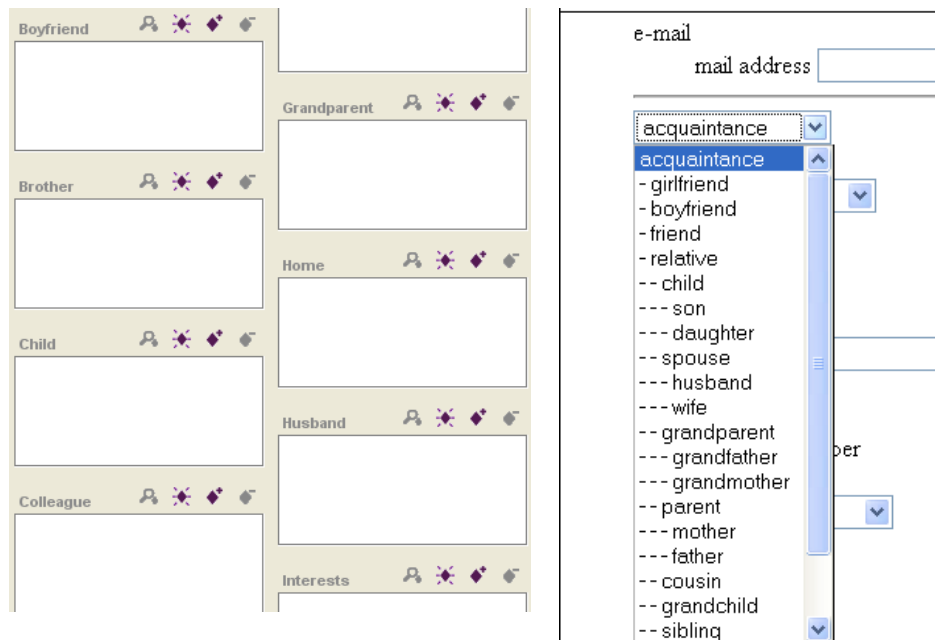 Boyfriend
Brother
Child
Colleague
Grandparent
Home
Husband
Interests
e-mail
mail address
acquaintance
acquaintance
- girlfriend
- boyfriend
- friend
- relative
- - child
- - - son
- - - daughter
- - spouse
- - - husband
- - - wife
- - grandparent
- - - grandfather
- - - grandmother
- - parent
- - - mother
- - - father
- - cousin
- - grandchild
- - sibling